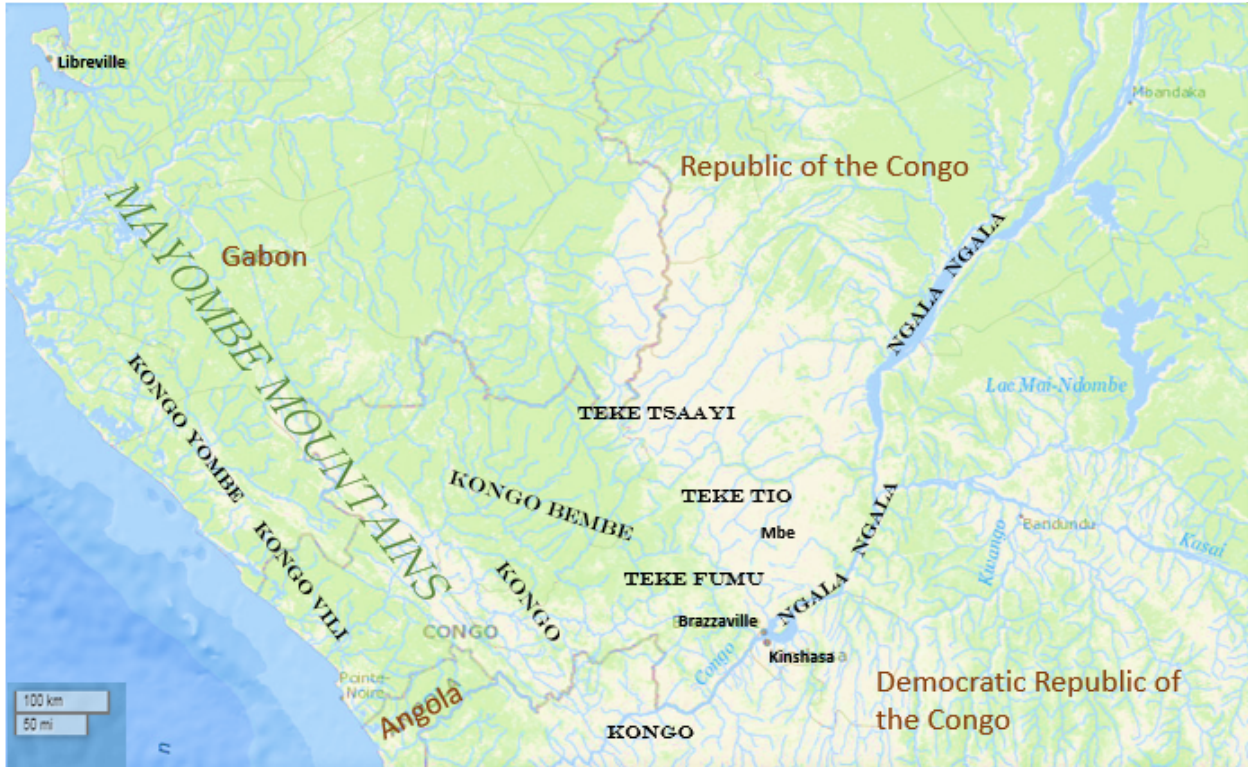 Libreville
Mbandaka
Republic of the Congo
MAYOMBE MOUNTAINS
Gabon
NGALA NGALA
Lac Mai-Ndombe
KONGO YOMBE
TEKE TSAAYI
KONGO BEMBE
TEKE TIO
Mbe
NGALA NGALA
Bandundu
Kwango
Kasai
KONGO VILI
KONGO
TEKE FUMU
Brazzaville
CONGO
Kinshasa
Congo
Pointe-
Noire
Angola
Democratic Republic of
the Congo
100 km
50 mi
KONGO